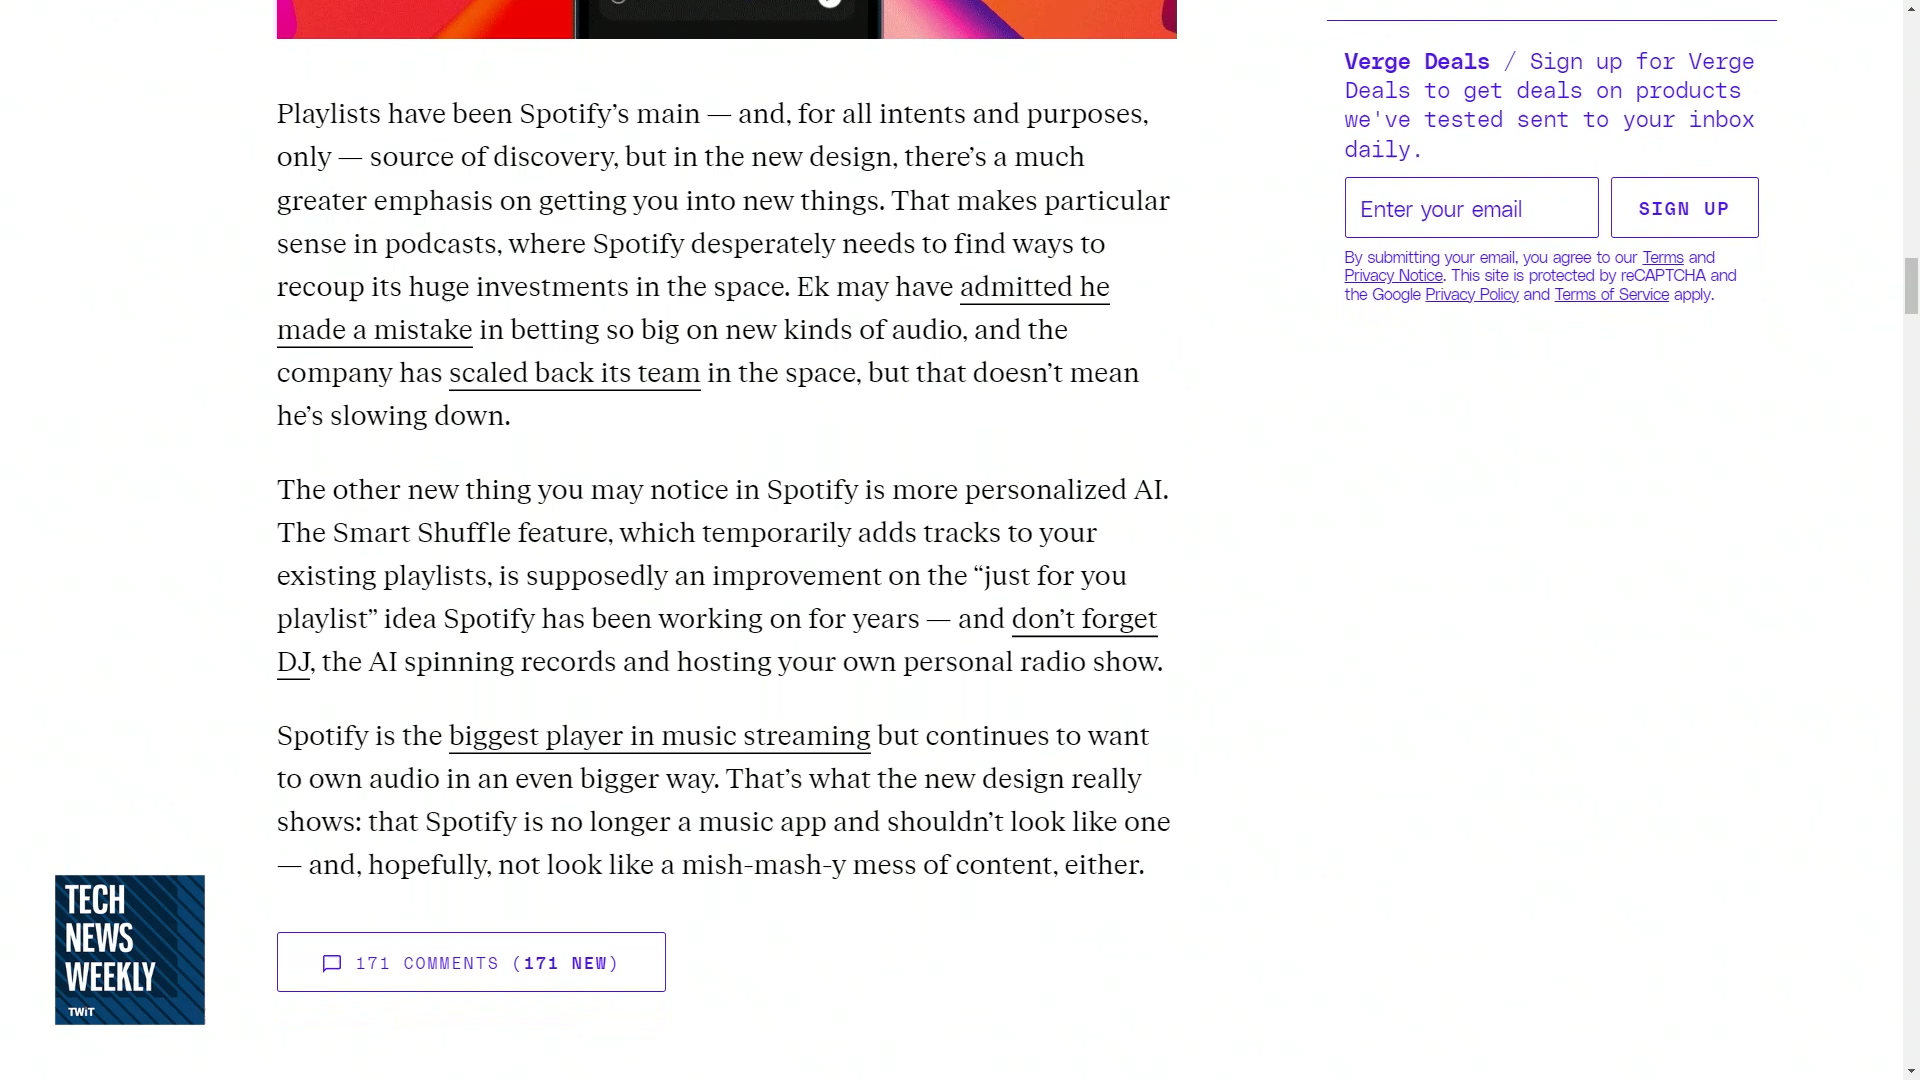 Playlists have been Spotify’s main — and, for all intents and purposes,
only — source of discovery, but in the new design, there’s a much
greater emphasis on getting you into new things. That makes particular
sense in podcasts, where Spotify desperately needs to find ways to
recoup its huge investments in the space. Ek may have admitted he
made a mistake in betting so big on new kinds of audio, and the
company has scaled back its team in the space, but that doesn’t mean
he’s slowing down.
The other new thing you may notice in Spotify is more personalized AI.
The Smart Shuffle feature, which temporarily adds tracks to your
existing playlists, is supposedly an improvement on the “just for you
playlist” idea Spotify has been working on for years — and don’t forget
DJ, the AI spinning records and hosting your own personal radio show.
Spotify is the biggest player in music streaming but continues to want
to own audio in an even bigger way. That’s what the new design really
shows: that Spotify is no longer a music app and shouldn’t look like one
— and, hopefully, not look like a mish-mash-y mess of content, either.
171 COMMENTS (171 NEW)
Verge Deals / Sign up for Verge
Deals to get deals on products
we've tested sent to your inbox
daily.
Enter your email
SIGN UP
By submitting your email, you agree to our Terms and
Privacy Notice. This site is protected by reCAPTCHA and
the Google Privacy Policy and Terms of Service apply.
TECH
NEWS
WEEKLY
TWiT